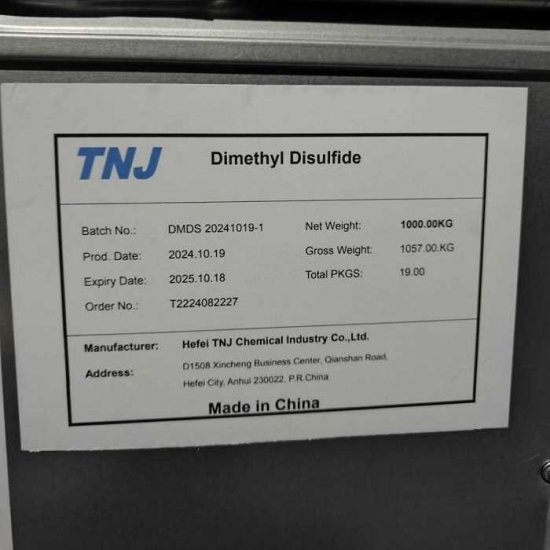 TNJ Dimethyl Disulfide
Batch No.: DMDS 20241019-1 Net Weight: 1000.00KG
Prod. Date: 2024.10.19 Gross Weight: 1057.00.KG
Expiry Date: 2025.10.18 Total PKGS: 19.00
Order No.: T2224082227
Manufacturer: Hefei TNJ Chemical Industry Co.,Ltd.
Address: D1508 Xincheng Business Center, Qianshan Road,
Hefei City, Anhui 230022, P.R.China
Made in China